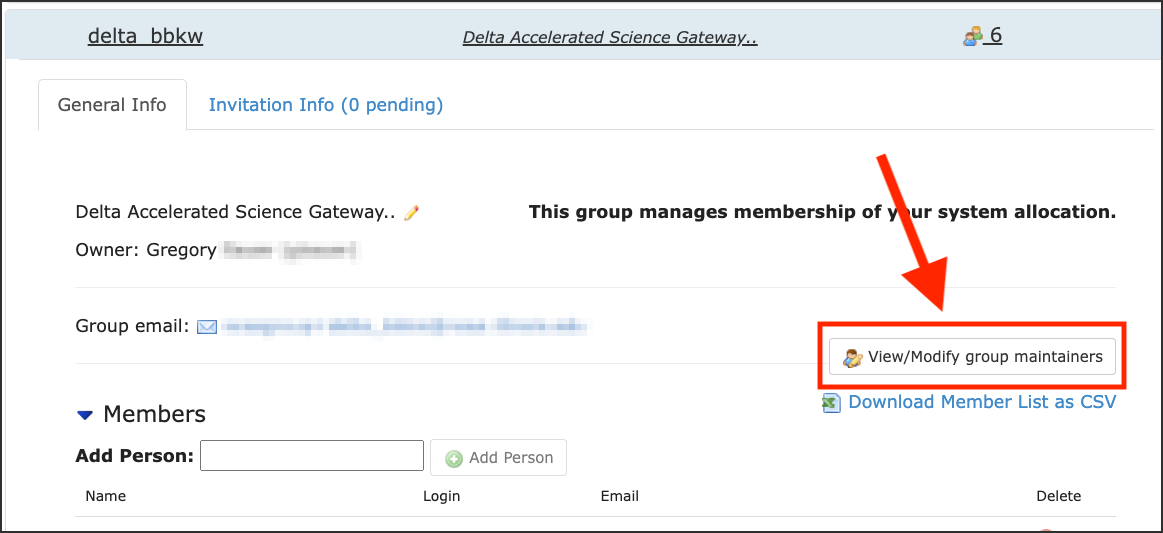 delta_bbkw Delta Accelerated Science Gateway.. 6
General Info Invitation Info (0 pending)
Delta Accelerated Science Gateway.. This group manages membership of your system allocation.
Owner: Gregory
Group email:
View/Modify group maintainers
Download Member List as CSV
Members
Add Person: Add Person
Name Login Email Delete